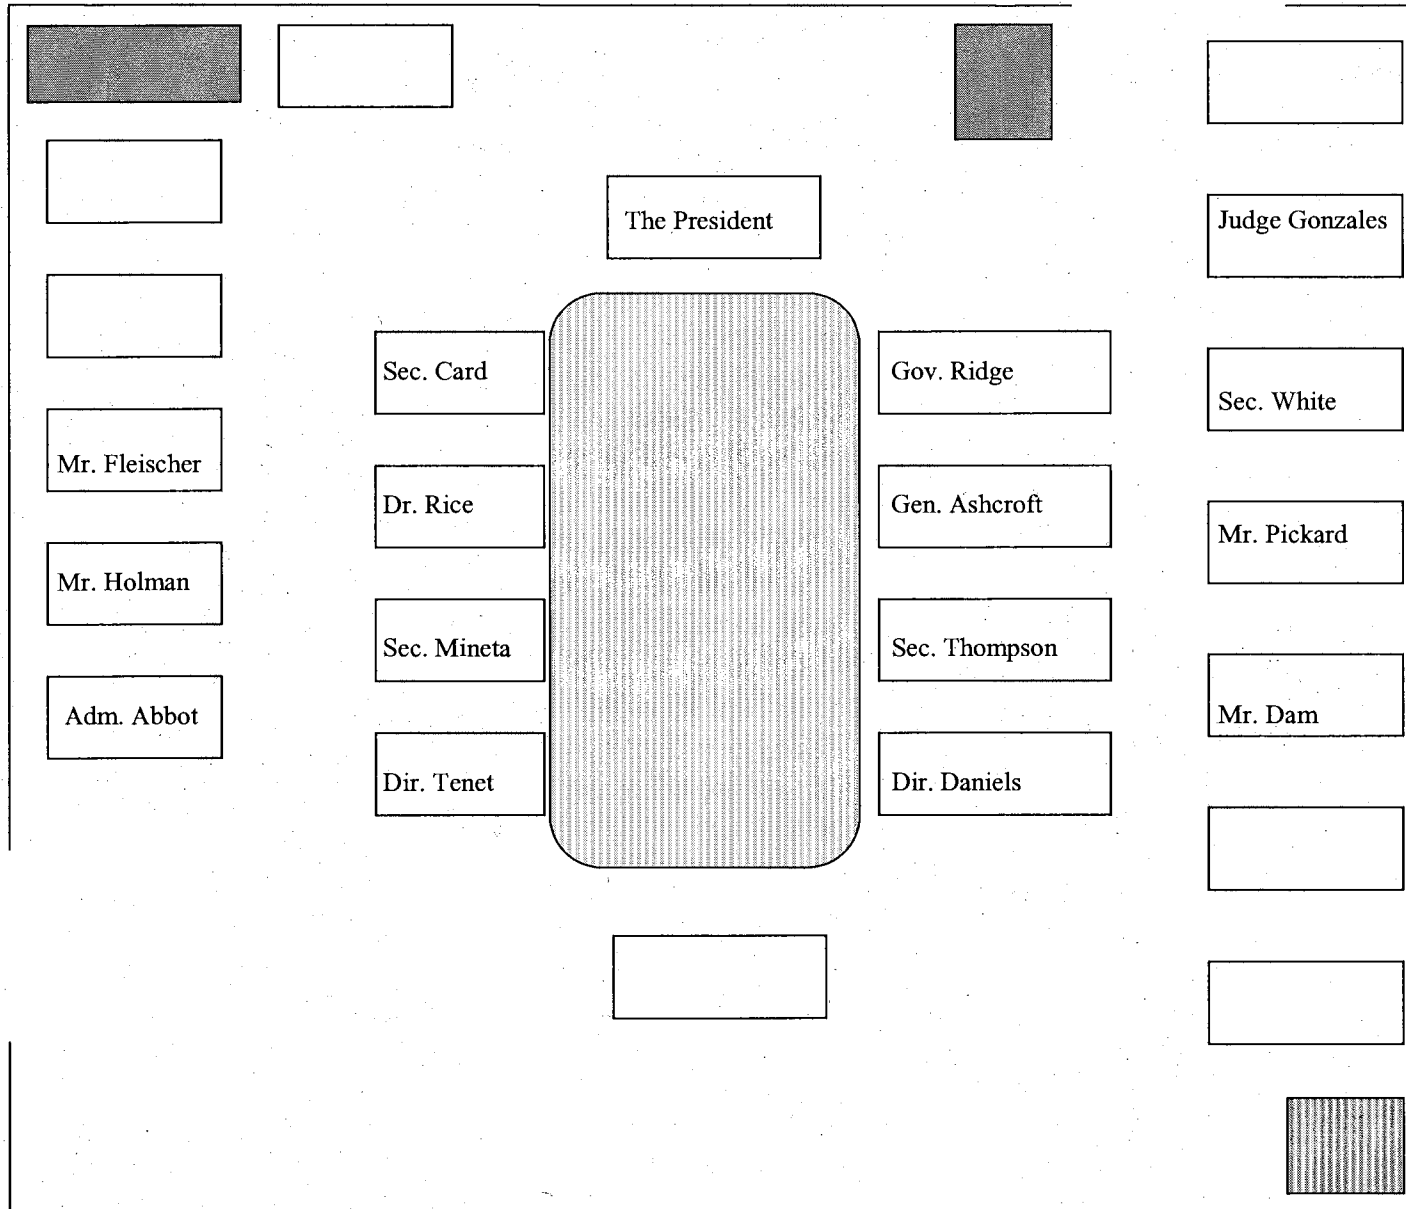 The President
Judge Gonzales
Sec. Card
Gov. Ridge
Sec. White
Mr. Fleischer
Dr. Rice
Gen. Ashcroft
Mr. Pickard
Mr. Holman
Sec. Mineta
Sec. Thompson
Adm. Abbot
Mr. Dam
Dir. Tenet
Dir. Daniels